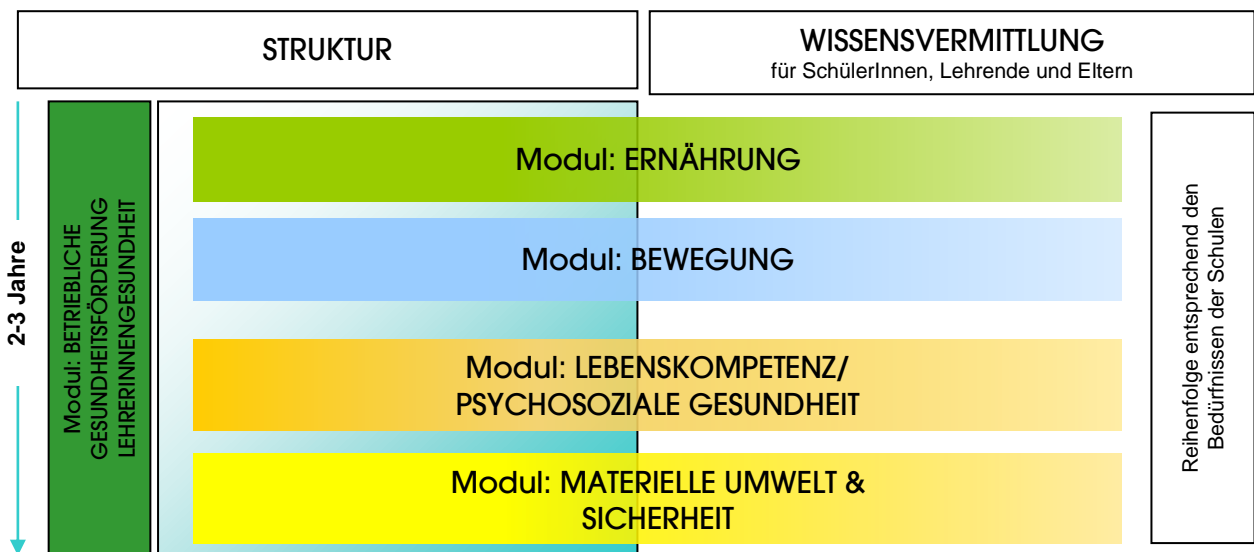 STRUKTUR
WISSENSVERMITTLUNG
für SchülerInnen, Lehrende und Eltern
2-3 Jahre
Modul: BETRIEBLICHE
GESUNDHEITSFÖRDERUNG
LEHRERINNENGESUNDHEIT
Modul: ERNÄHRUNG
Modul: BEWEGUNG
Modul: LEBENSKOMPETENZ/
PSYCHOSOZIALE GESUNDHEIT
Modul: MATERIELLE UMWELT &
SICHERHEIT
Reihenfolge entsprechend den
Bedürfnissen der Schulen